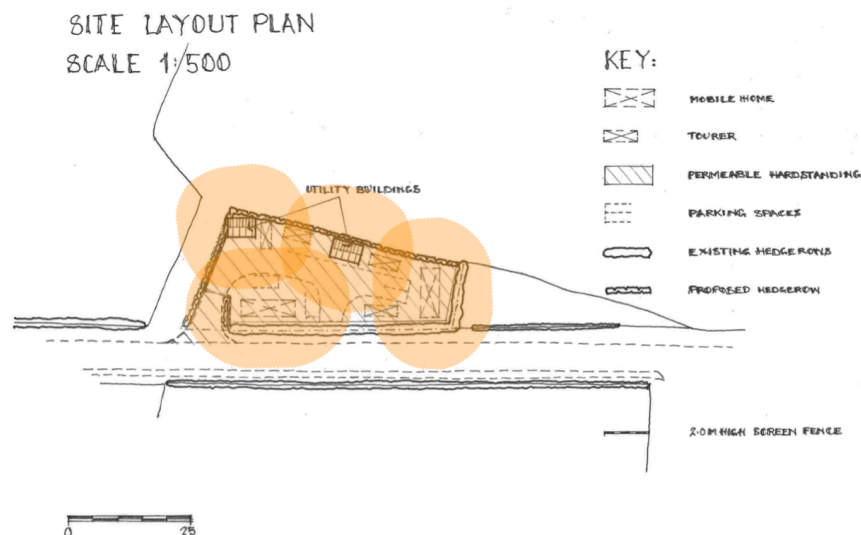 SITE LAYOUT PLAN
SCALE 1:500
KEY:
MOBILE HOME
TOURER
PERMEABLE HARDSTANDING
PARKING SPACES
EXISTING HEDGEROWS
PROPOSED HEDGEROW
2.0M HIGH SCREEN FENCE
UTILITY BUILDINGS
0 25